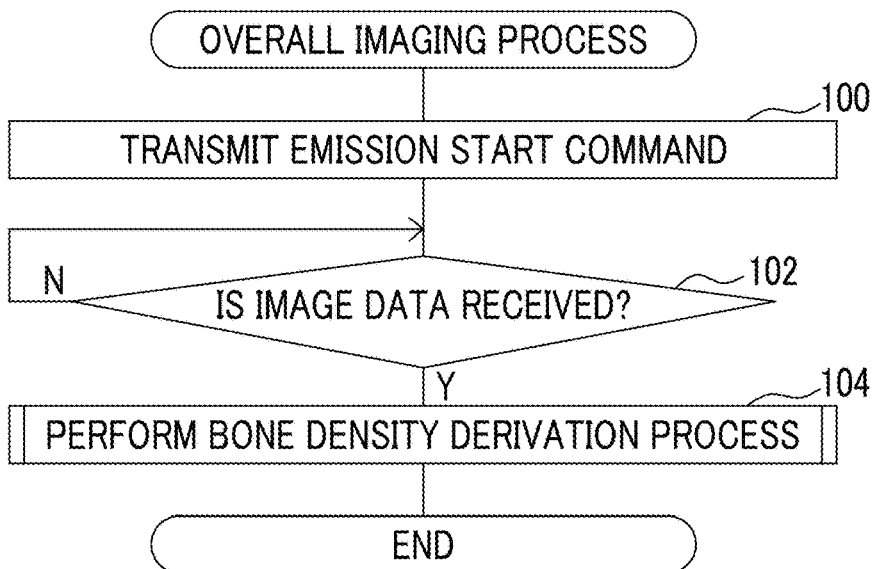 OVERALL IMAGING PROCESS
100
TRANSMIT EMISSION START COMMAND
N
102
IS IMAGE DATA RECEIVED?
Y
104
PERFORM BONE DENSITY DERIVATION PROCESS
END